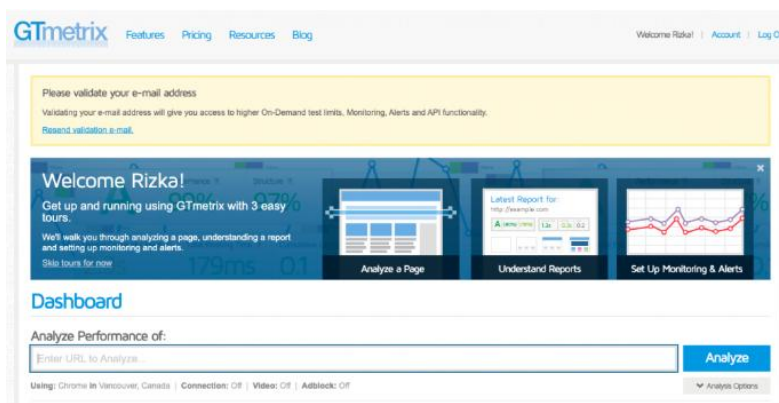 GTmetrix Features Pricing Resources Blog
Welcome Rizka! | Account | Log O
Please validate your e-mail address
Validating your e-mail address will give you access to higher On-Demand test limits, Monitoring, Alerts and API functionality.
Resend validation e-mail.
Welcome Rizka!
Get up and running using GTmetrix with 3 easy
tours.
We'll walk you through analyzing a page, understanding a report
and setting up monitoring and alerts.
Skip tours for now
Analyze a Page
Latest Report for
http://example.com
Understand Reports
Set Up Monitoring & Alerts
Dashboard
Analyze Performance of:
Enter URL to Analyze...
Analyze
Using: Chrome in Vancouver, Canada | Connection: Off | Video: Off | Adblock: Off
Analysis Options